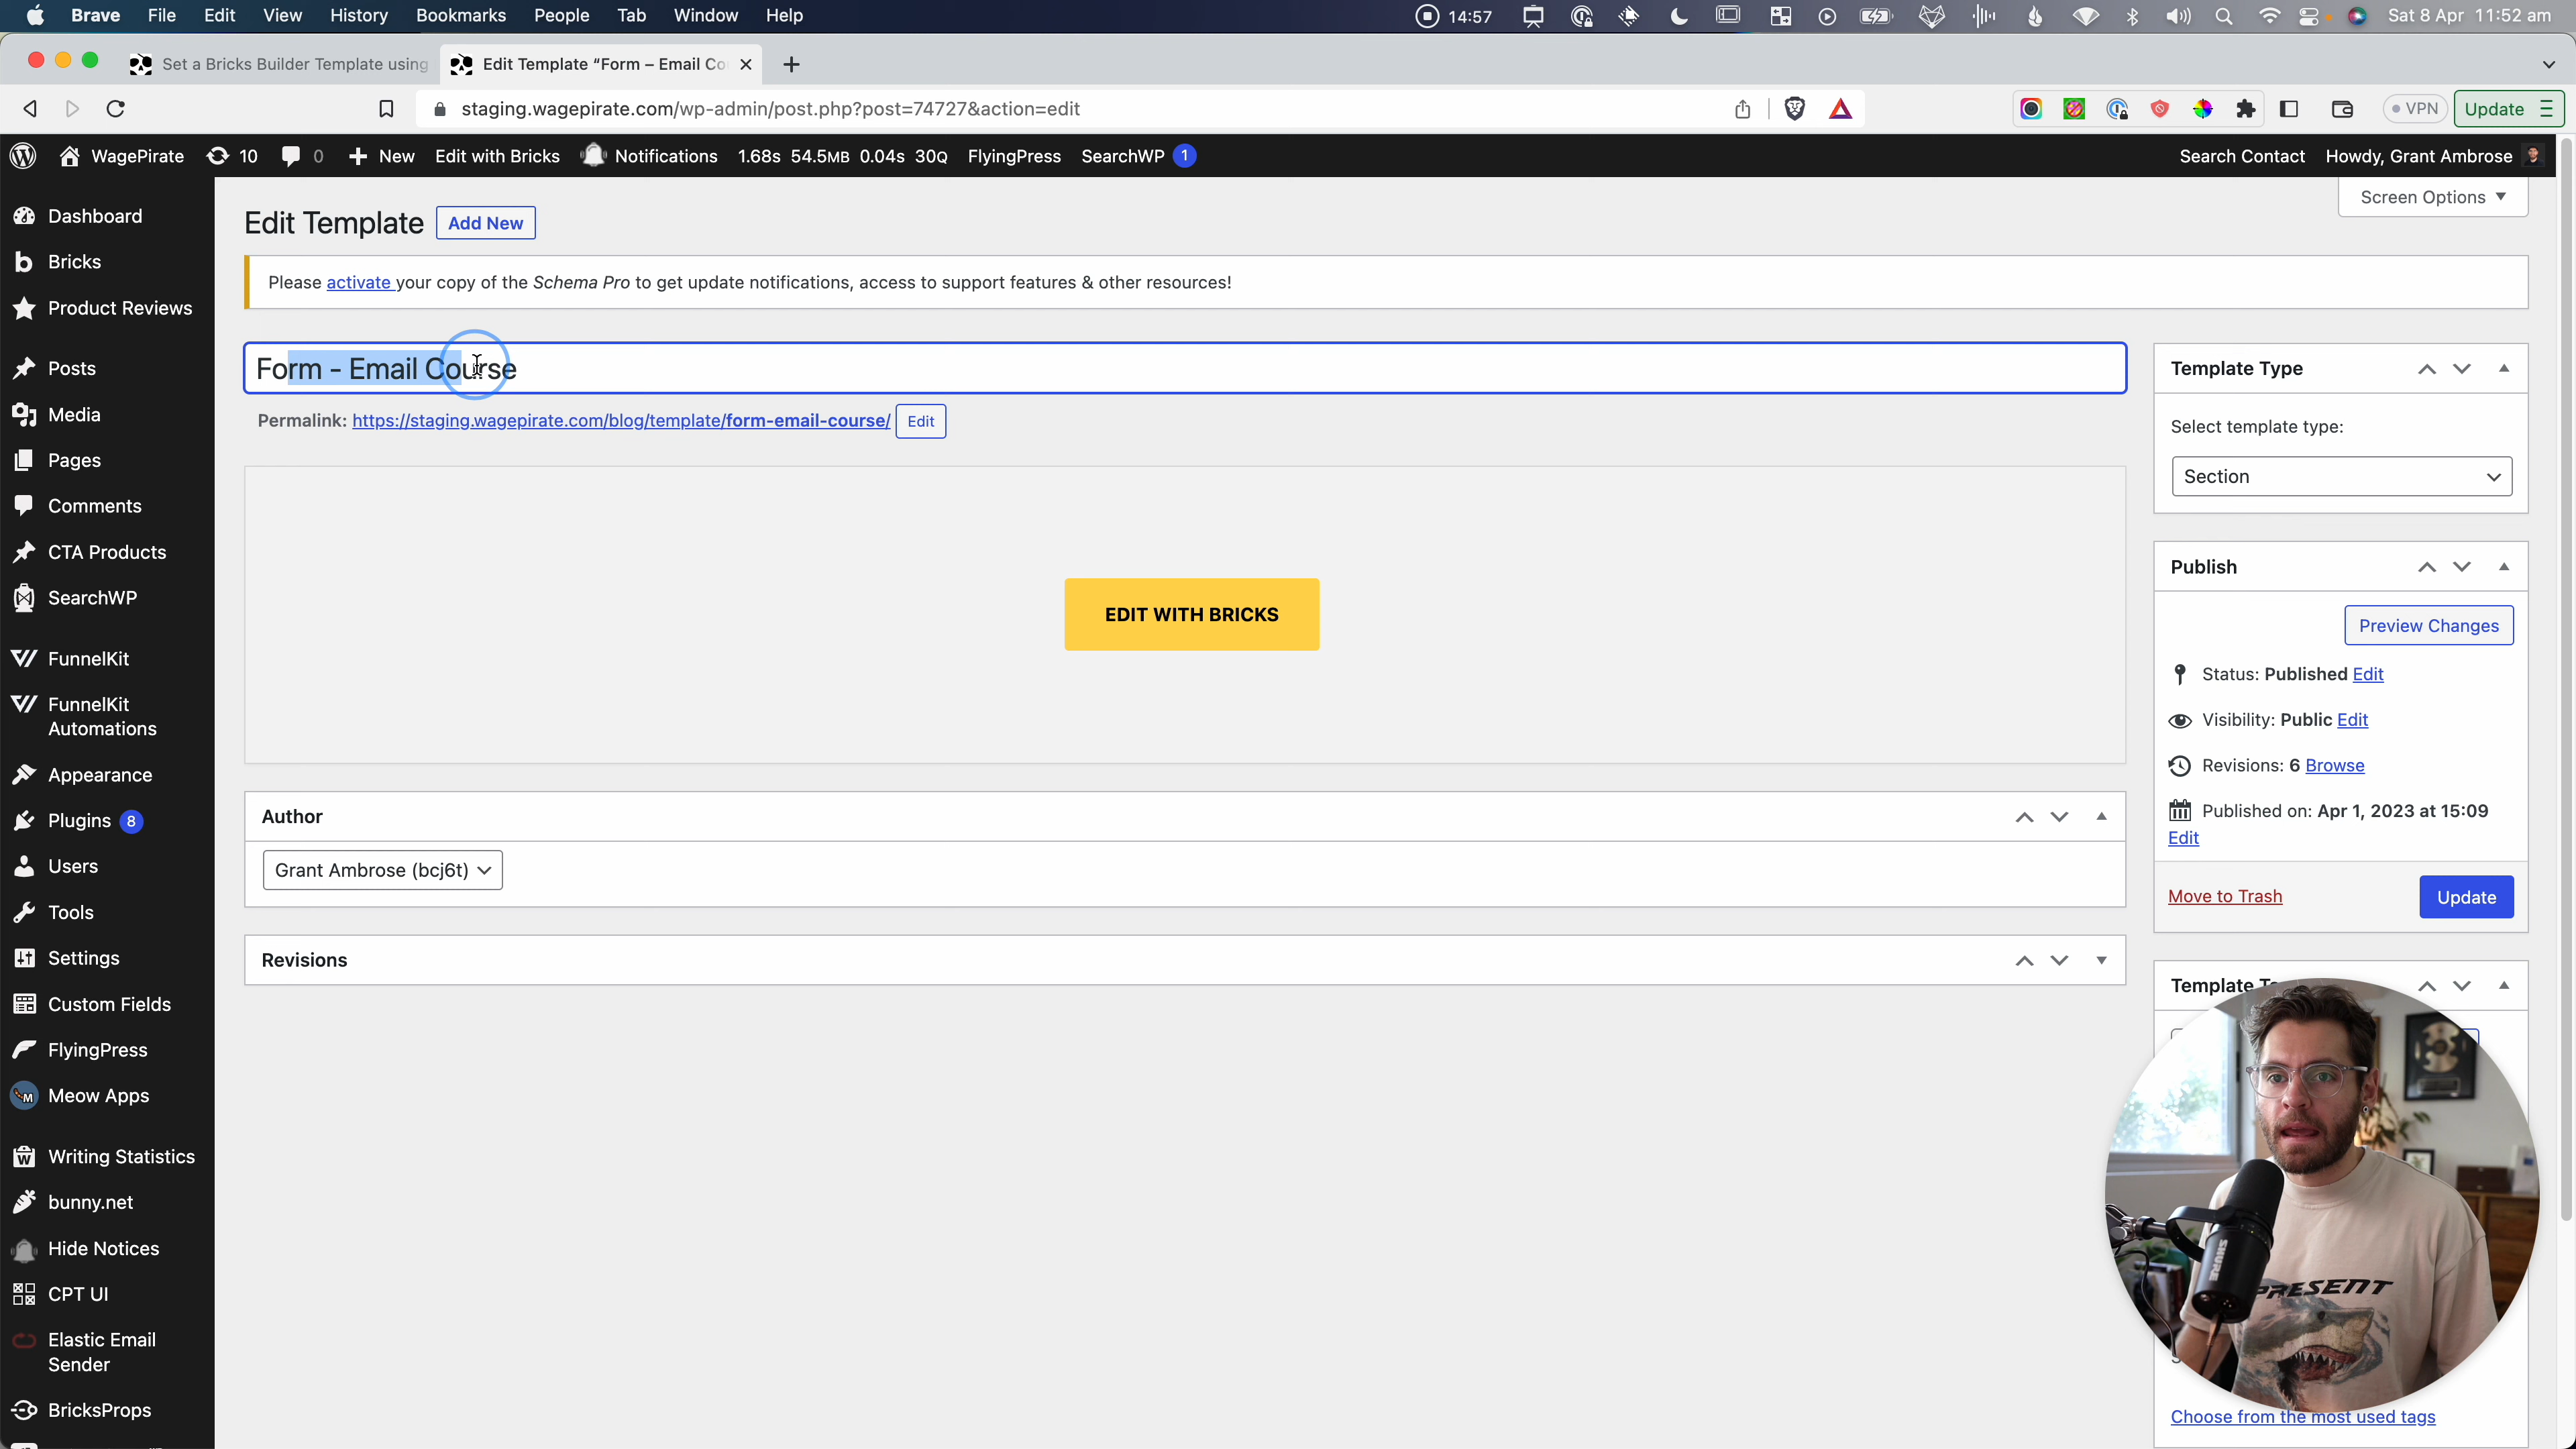 Brave File Edit View History Bookmarks People Tab Window Help 14:57 Sat 8 Apr 11:52 am
Set a Bricks Builder Template using
Edit Template “Form – Email Co
staging.wagepirate.com/wp-admin/post.php?post=74727&action=edit
VPN
Update
WagePirate 10 0 New Edit with Bricks Notifications 1.68s 54.5MB 0.04s 30Q FlyingPress SearchWP 1 Search Contact Howdy, Grant Ambrose
Screen Options
Dashboard
Bricks
Product Reviews
Posts
Media
Pages
Comments
CTA Products
SearchWP
FunnelKit
FunnelKit
Automations
Appearance
Plugins 8
Users
Tools
Settings
Custom Fields
FlyingPress
Meow Apps
Writing Statistics
bunny.net
Hide Notices
CPT UI
Elastic Email
Sender
BricksProps
Edit Template Add New
Please activate your copy of the Schema Pro to get update notifications, access to support features & other resources!
Form - Email Course
Permalink: https://staging.wagepirate.com/blog/template/form-email-course/ Edit
EDIT WITH BRICKS
Author
Grant Ambrose (bcj6t)
Revisions
Template Type
Select template type:
Section
Publish
Preview Changes
Status: Published Edit
Visibility: Public Edit
Revisions: 6 Browse
Published on: Apr 1, 2023 at 15:09
Edit
Move to Trash
Update
Template
Choose from the most used tags
SHURE
PRESENT